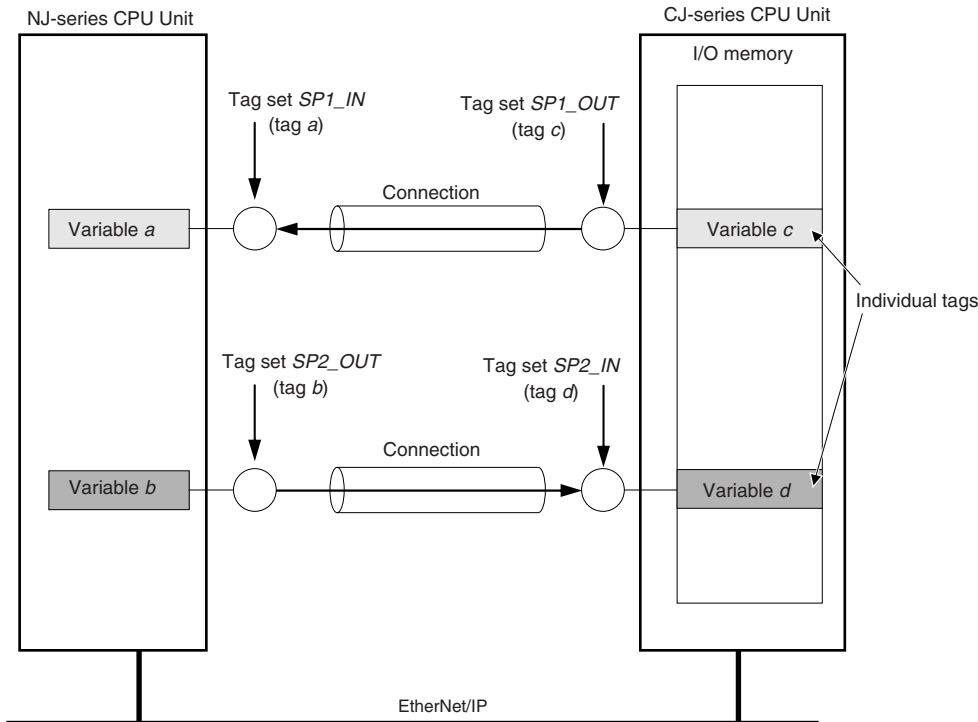 NJ-series CPU Unit
CJ-series CPU Unit
I/O memory
Tag set SP1_IN
(tag a)
Tag set SP1_OUT
(tag c)
Connection
Variable a
Variable c
Individual tags
Tag set SP2_OUT
(tag b)
Tag set SP2_IN
(tag d)
Connection
Variable b
Variable d
EtherNet/IP